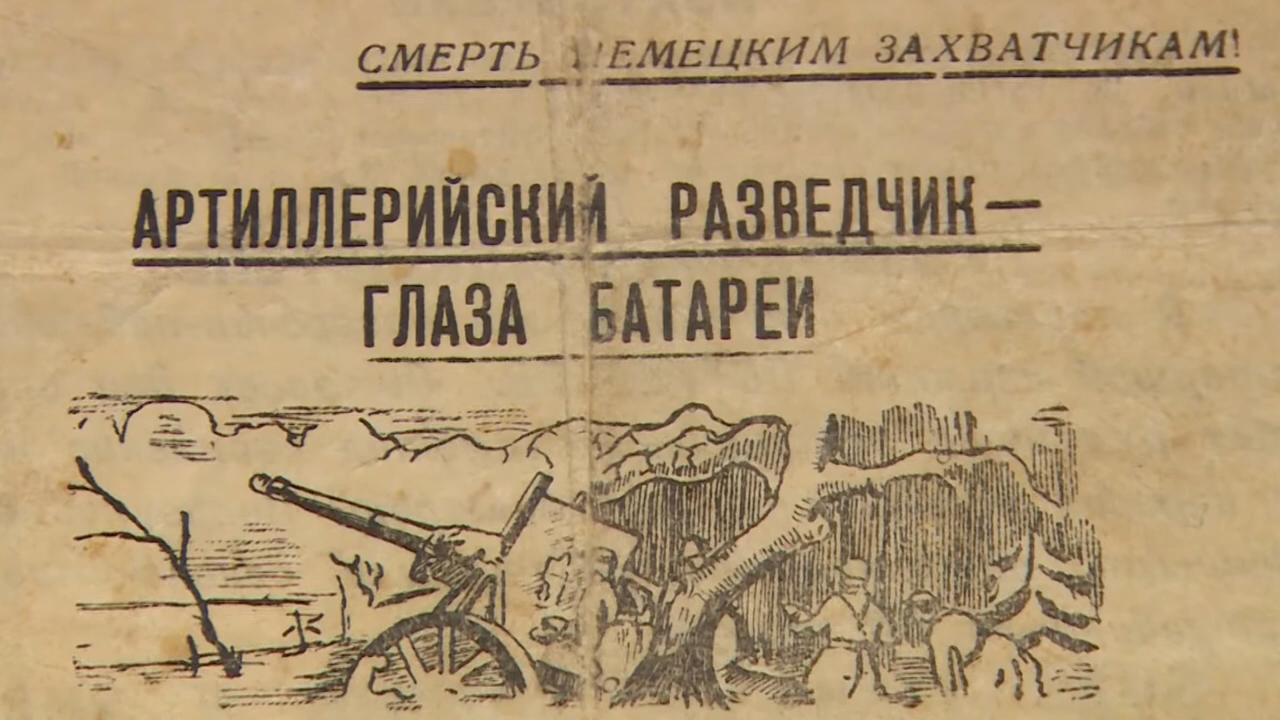 СМЕРТЬ НЕМЕЦКИМ ЗАХВАТЧИКАМ!
АРТИЛЛЕРИЙСКИЙ РАЗВЕДЧИК—
ГЛАЗА БАТАРЕИ